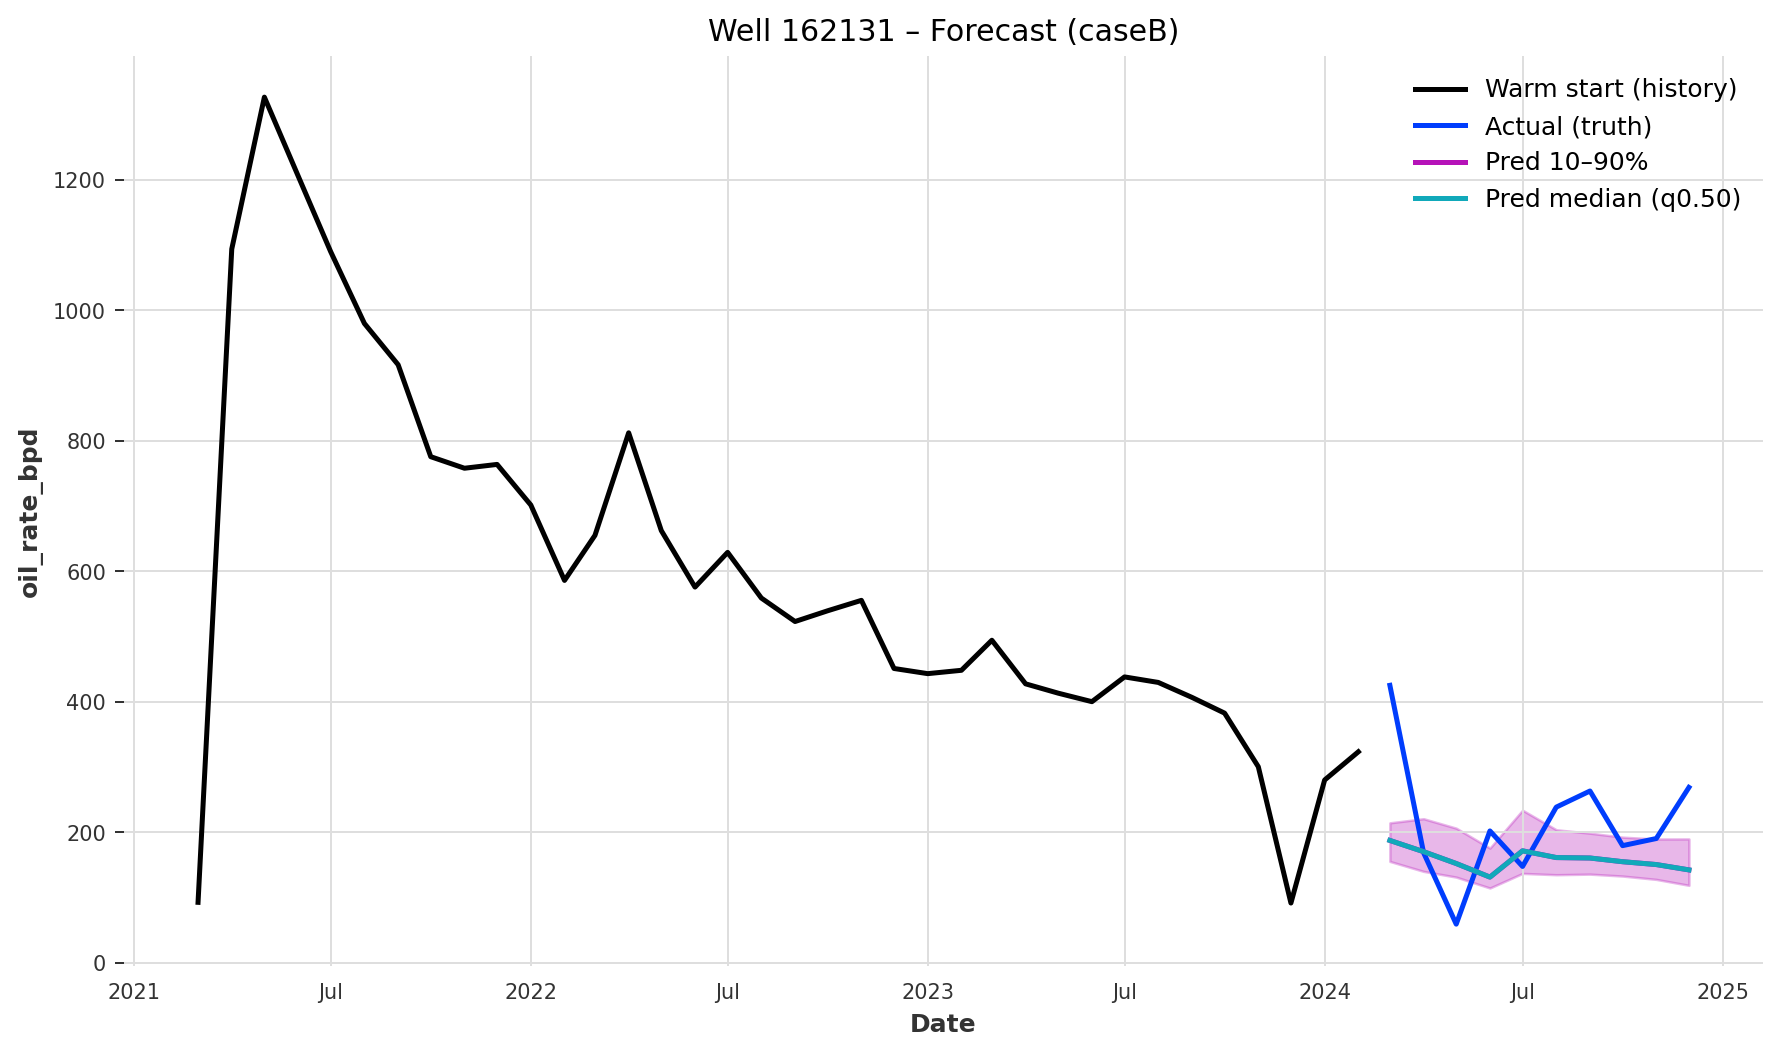 Well 162131 – Forecast (caseB)
Warm start (history)
Actual (truth)
Pred 10–90%
Pred median (q0.50)
oil_rate_bpd
1200
1000
800
600
400
200
0
2021
Jul
2022
Jul
2023
Jul
2024
Jul
2025
Date